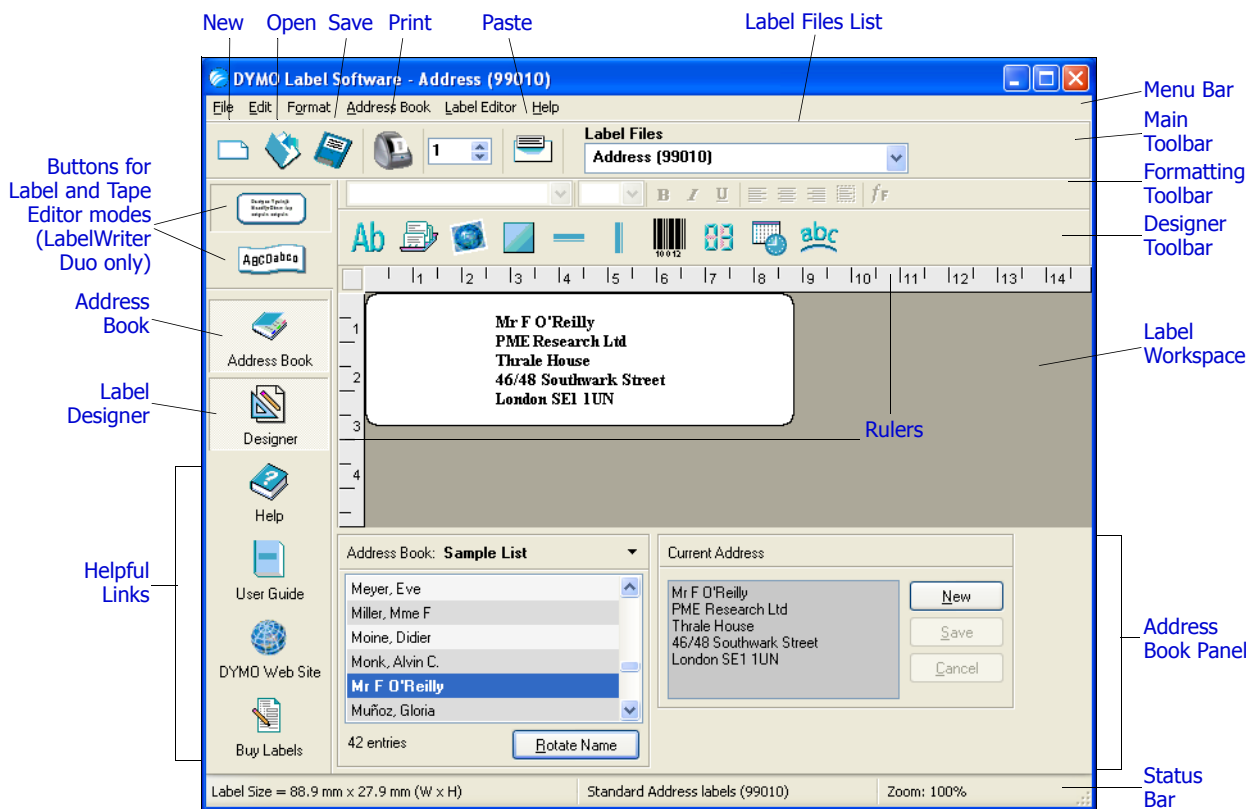 New Open Save Print Paste Label Files List
DYMO Label Software - Address (99010)
File Edit Format Address Book Label Editor Help
Menu Bar
Label Files
1
Address (99010)
Main
Toolbar
Formatting
Toolbar
B I U
Designer
Toolbar
Ab
10012
abc
Buttons for
Label and Tape
Editor modes
(LabelWriter
Duo only)
ABCDabcd
1 2 3 4 5 6 7 8 9 10 11 12 13 14
1
2
3
4
Mr F O'Reilly
PME Research Ltd
Thrale House
46/48 Southwark Street
London SE1 1UN
Label
Workspace
Rulers
Address
Book
Address Book
Label
Designer
Designer
Helpful
Links
Help
User Guide
DYMO Web Site
Buy Labels
Address Book: Sample List
Meyer, Eve
Miller, Mme F
Moine, Didier
Monk, Alvin C.
Mr F O'Reilly
Muñoz, Gloria
42 entries
Rotate Name
Current Address
Mr F O'Reilly
PME Research Ltd
Thrale House
46/48 Southwark Street
London SE1 1UN
New
Save
Cancel
Address
Book Panel
Label Size = 88.9 mm x 27.9 mm (W x H)
Standard Address labels (99010)
Zoom: 100%
Status
Bar